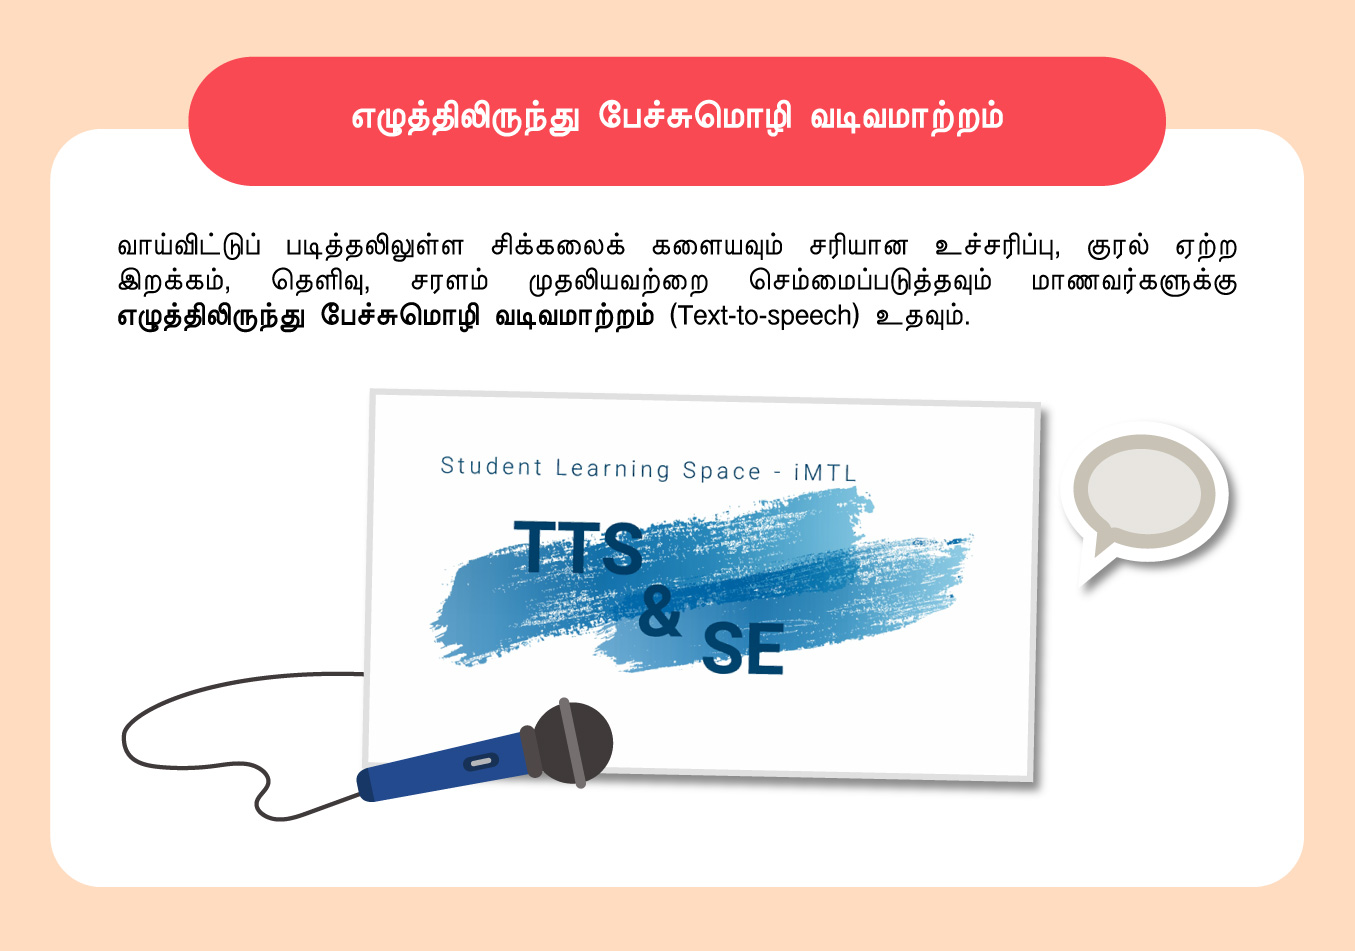 எழுத்திலிருந்து பேச்சுமொழி வடிவமாற்றம்
வாய்விட்டுப் படித்தலிலுள்ள சிக்கலைக் களையவும் சரியான உச்சரிப்பு, குரல் ஏற்ற
இறக்கம், தெளிவு, சரளம் முதலியவற்றை செம்மைப்படுத்தவும் மாணவர்களுக்கு
எழுத்திலிருந்து பேச்சுமொழி வடிவமாற்றம் (Text-to-speech) உதவும்.
Student Learning Space - iMTL
TTS
&
SE